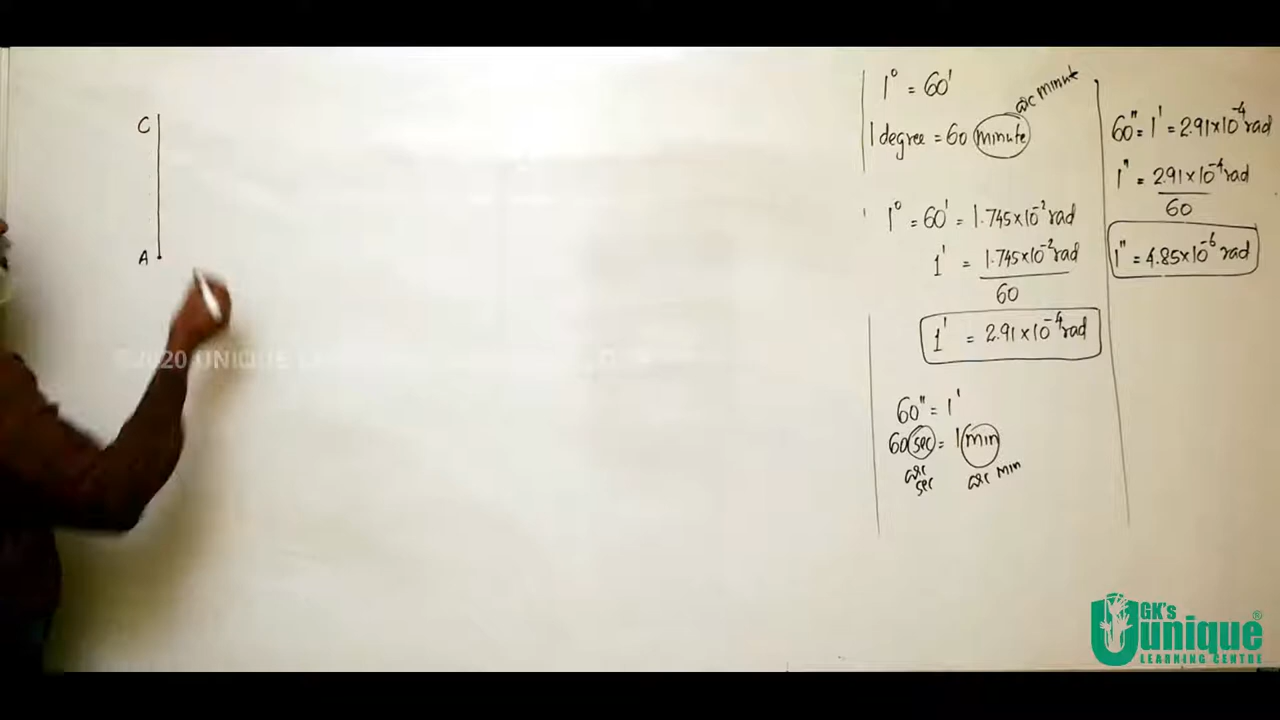 C
A
1° = 60'
arc minute
1 degree = 60 minute
1° = 60' = 1.745×10⁻² rad
1' = 1.745×10⁻² rad
60
1' = 2.91×10⁻⁴ rad
60" = 1'
60 sec = 1 min
arc sec
arc min
60" = 1' = 2.91×10⁻⁴ rad
1" = 2.91×10⁻⁴ rad
60
1" = 4.85×10⁻⁶ rad
©2020 UNIQUE
GK's
unique®
LEARNING CENTRE